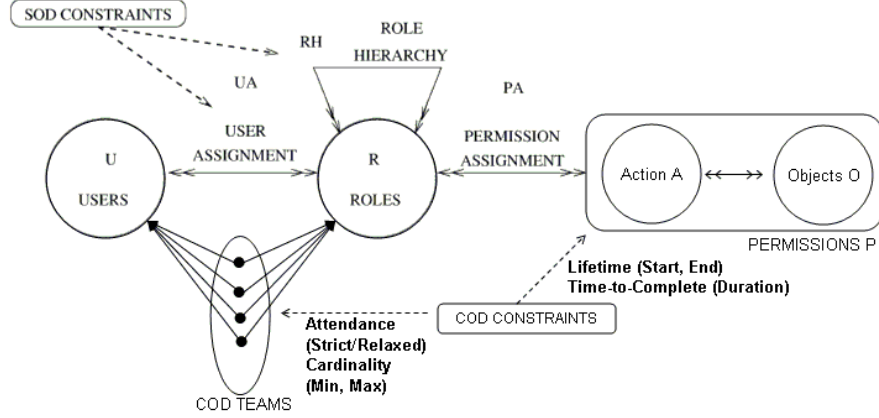 SOD CONSTRAINTS
RH
ROLE
HIERARCHY
UA
PA
USER
ASSIGNMENT
PERMISSION
ASSIGNMENT
U
USERS
R
ROLES
Action A
Objects O
PERMISSIONS P
Lifetime (Start, End)
Time-to-Complete (Duration)
COD CONSTRAINTS
Attendance
(Strict/Relaxed)
Cardinality
(Min, Max)
COD TEAMS